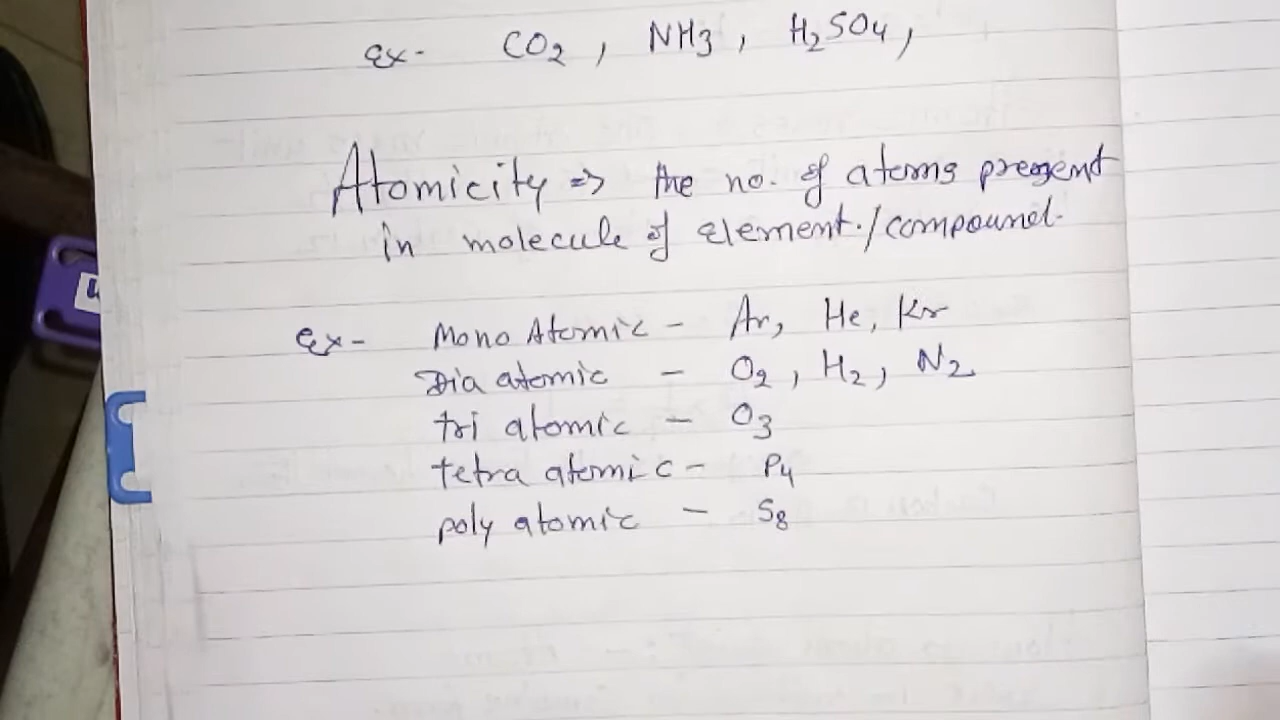 ex- CO2, NH3, H2SO4,
Atomicity => the no. of atoms present
in molecule of element./compound.
ex- Mono Atomic - Ar, He, Kr
Dia atomic - O2, H2, N2
tri atomic - O3
tetra atomic - P4
poly atomic - S8